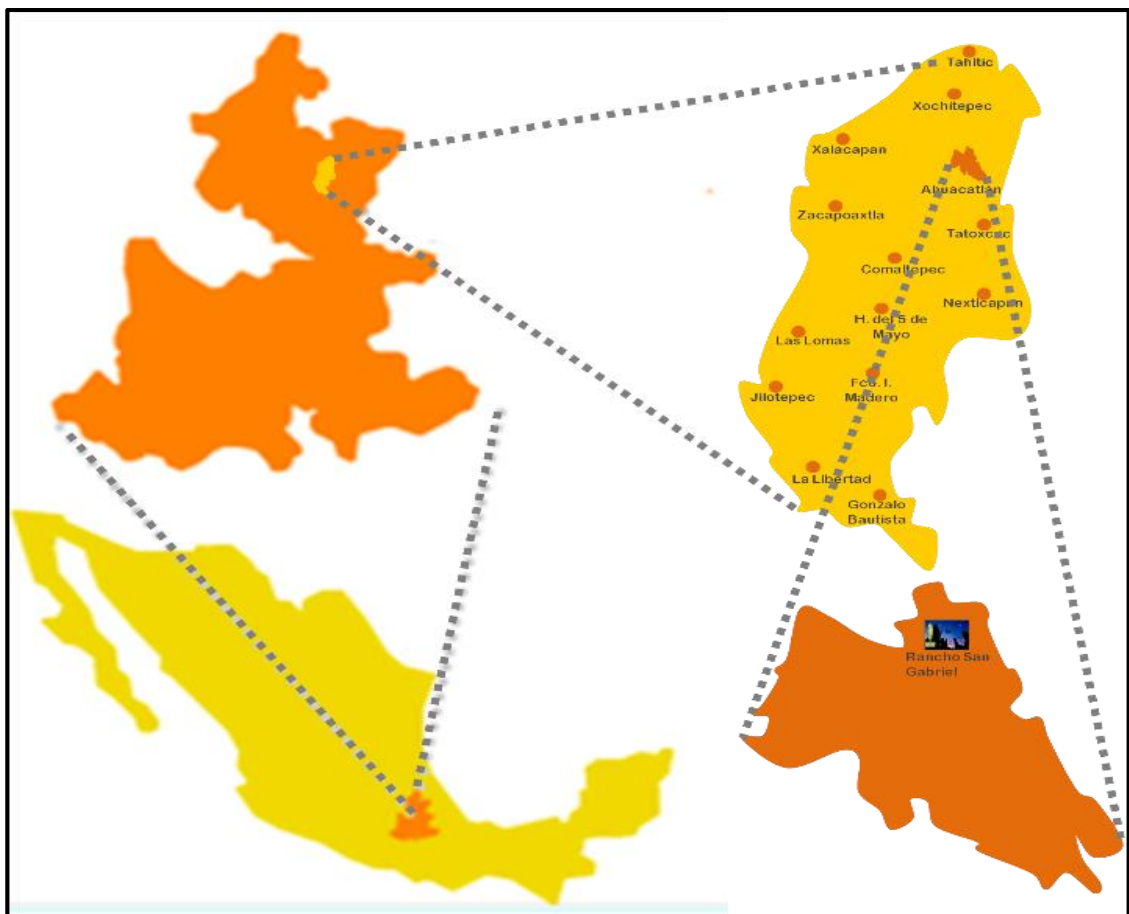 Tahitic
Xochitepec
Xalacapan
Ahuacatlán
Zacapoaxtla
Tatoxcac
Comaltepec
Nexticapan
H. del 5 de
Mayo
Las Lomas
Fco. I.
Madero
Jilotepec
La Libertad
Gonzalo
Bautista
Rancho San
Gabriel